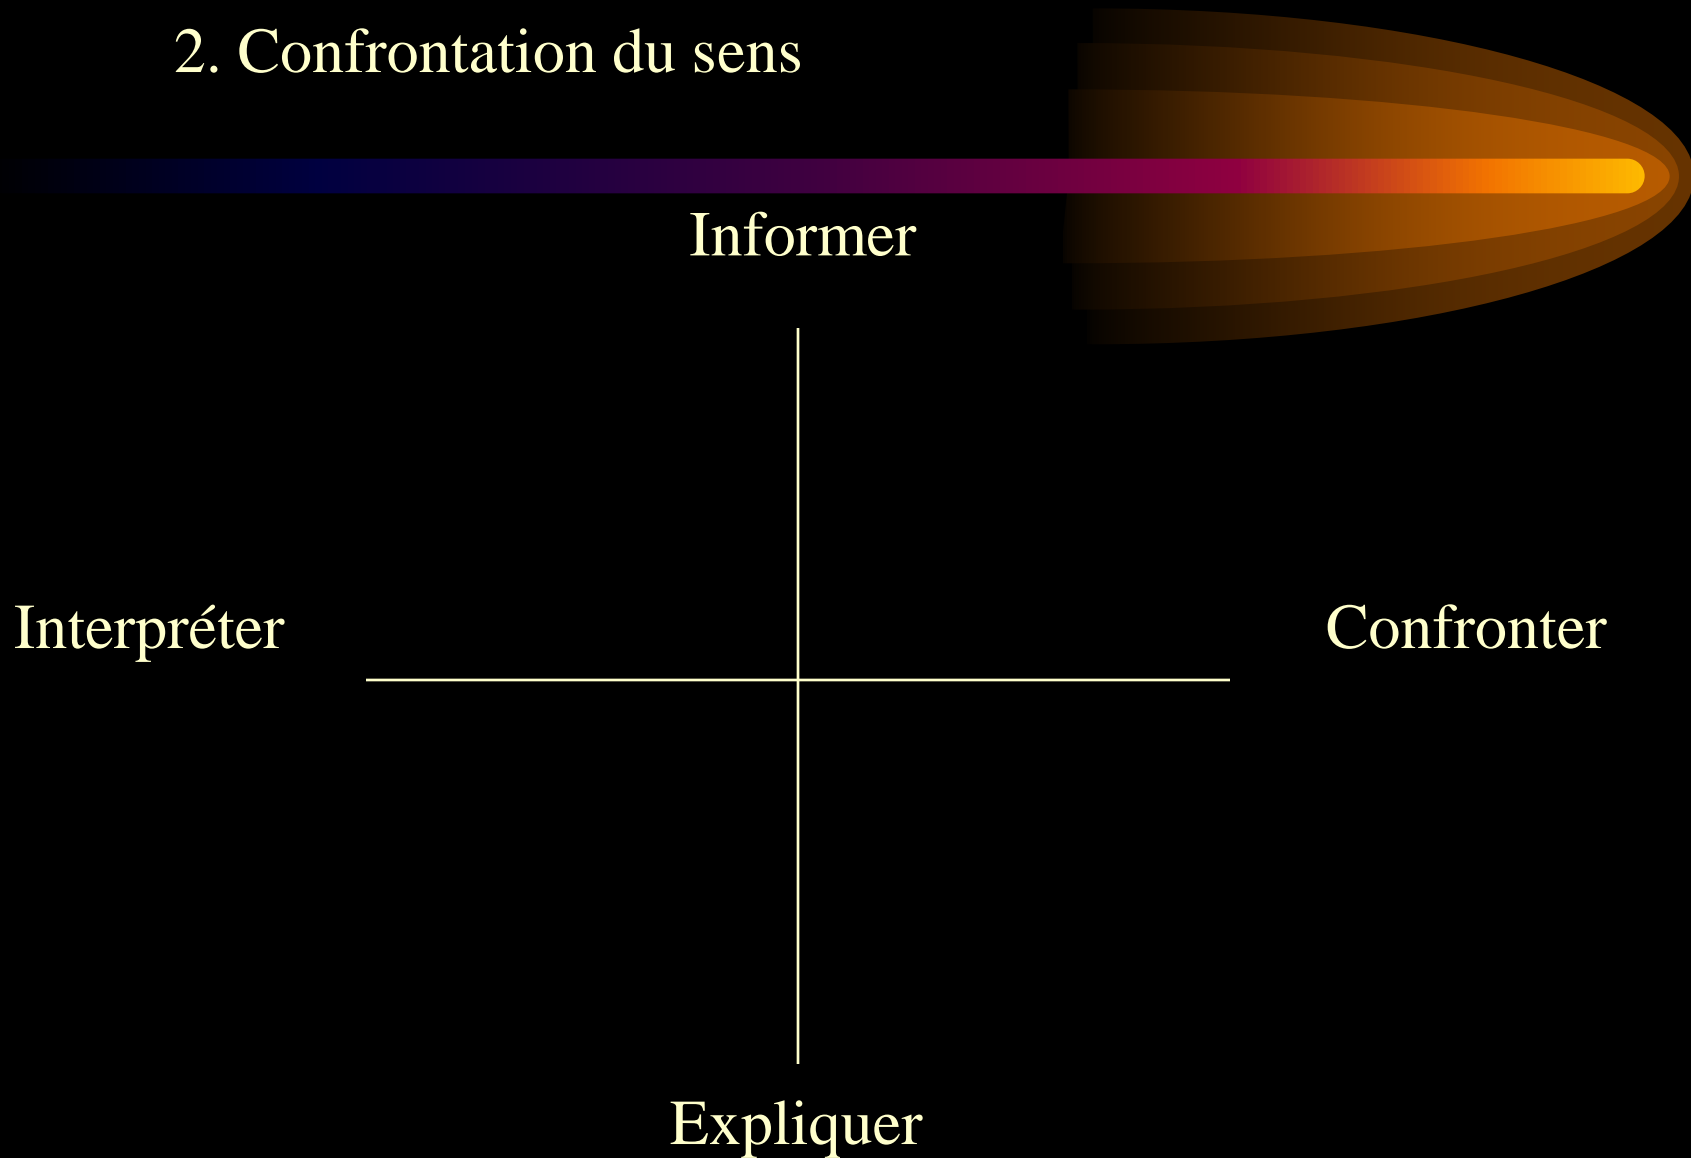 2. Confrontation du sens
Informer
Interpréter
Confronter
Expliquer